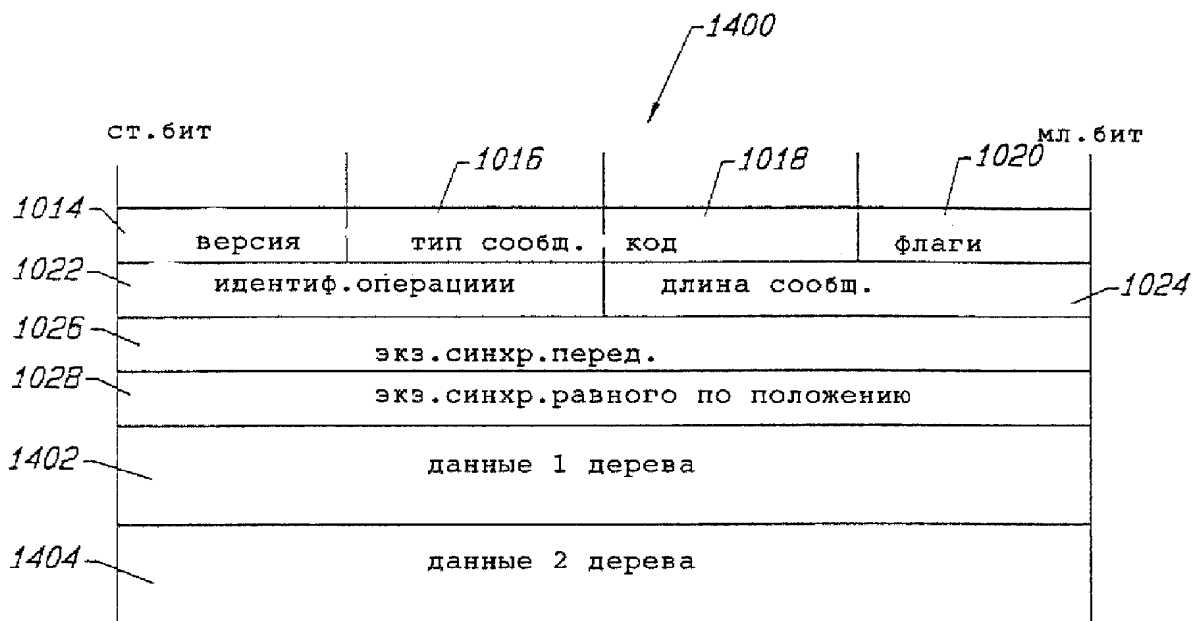 1400
ст.бит мл.бит
1016 1018 1020
1014
версия тип сообщ. код флаги
1022
идентиф.операциии длина сообщ.
1024
1026
экз.синхр.перед.
1028
экз.синхр.равного по положению
1402
данные 1 дерева
1404
данные 2 дерева